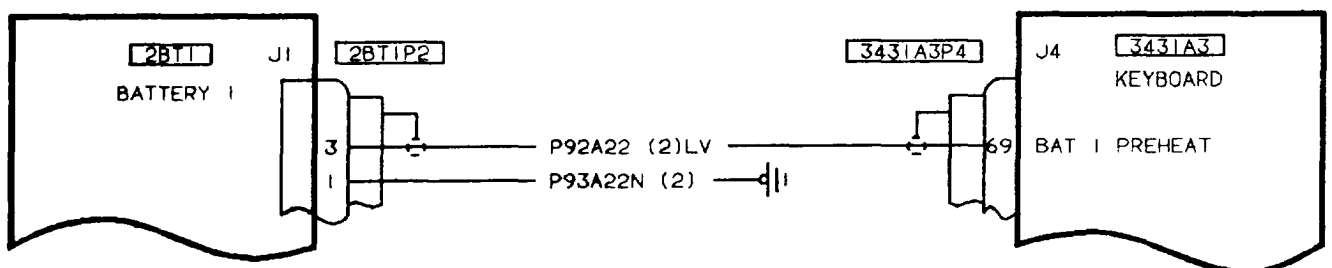 2BT1 J1 2BT1P2 3431A3P4 J4 3431A3
BATTERY 1 KEYBOARD
3 P92A22 (2)LV 69 BAT 1 PREHEAT
1 P93A22N (2) 1